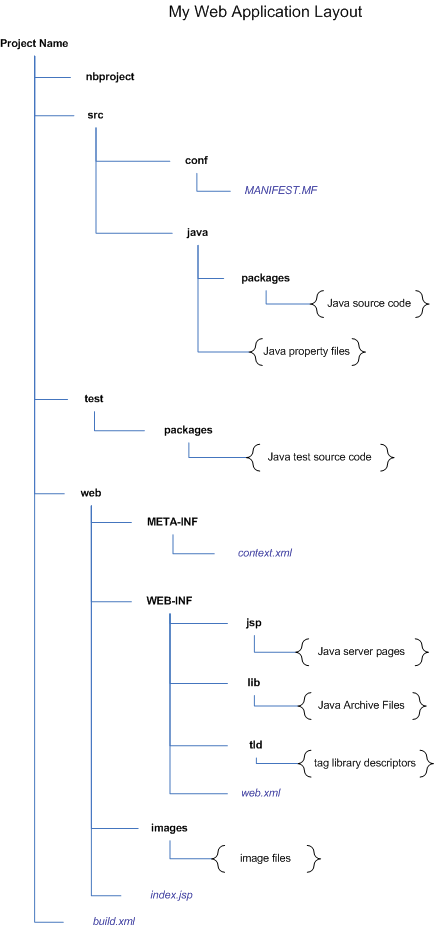 My Web Application Layout
Project Name
nbproject
src
conf
MANIFEST.MF
java
packages
Java source code
Java property files
test
packages
Java test source code
web
META-INF
context.xml
WEB-INF
jsp
Java server pages
lib
Java Archive Files
tld
tag library descriptors
web.xml
images
image files
index.jsp
build.xml